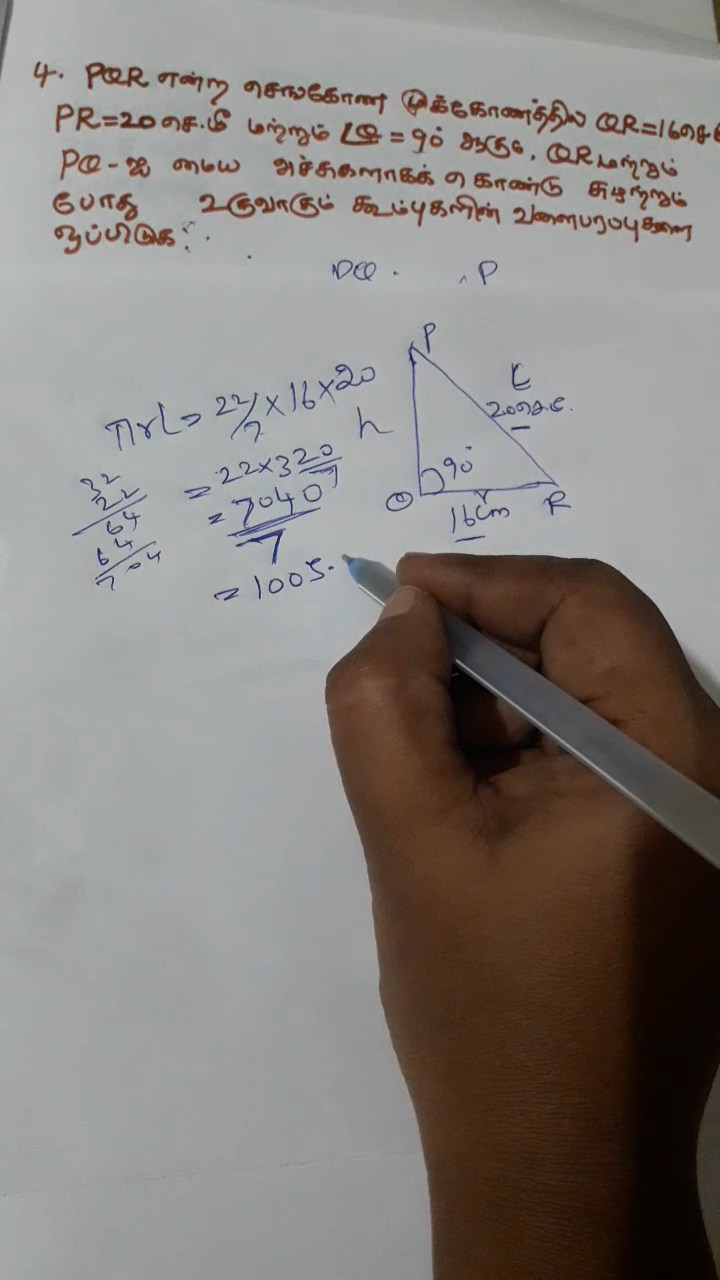 4. PQR என்ற செங்கோண முக்கோணத்தில் QR=16செ
PR=20செ.மீ மற்றும் ∠Q=90° ஆகும். QR மற்றும்
PQ-ஐ மைய அச்சுகளாகக் கொண்டு சுழற்றும்
போது உருவாகும் கூம்புகளின் வளைபரப்புகளை
ஒப்பிடுக.
PQ . P
P
πrl = 22/7 × 16 × 20
l
20செ.மீ.
h
90°
Q 16cm R
r
= 22×320/7
= 7040/7
= 1005.
32
22
64
64
704